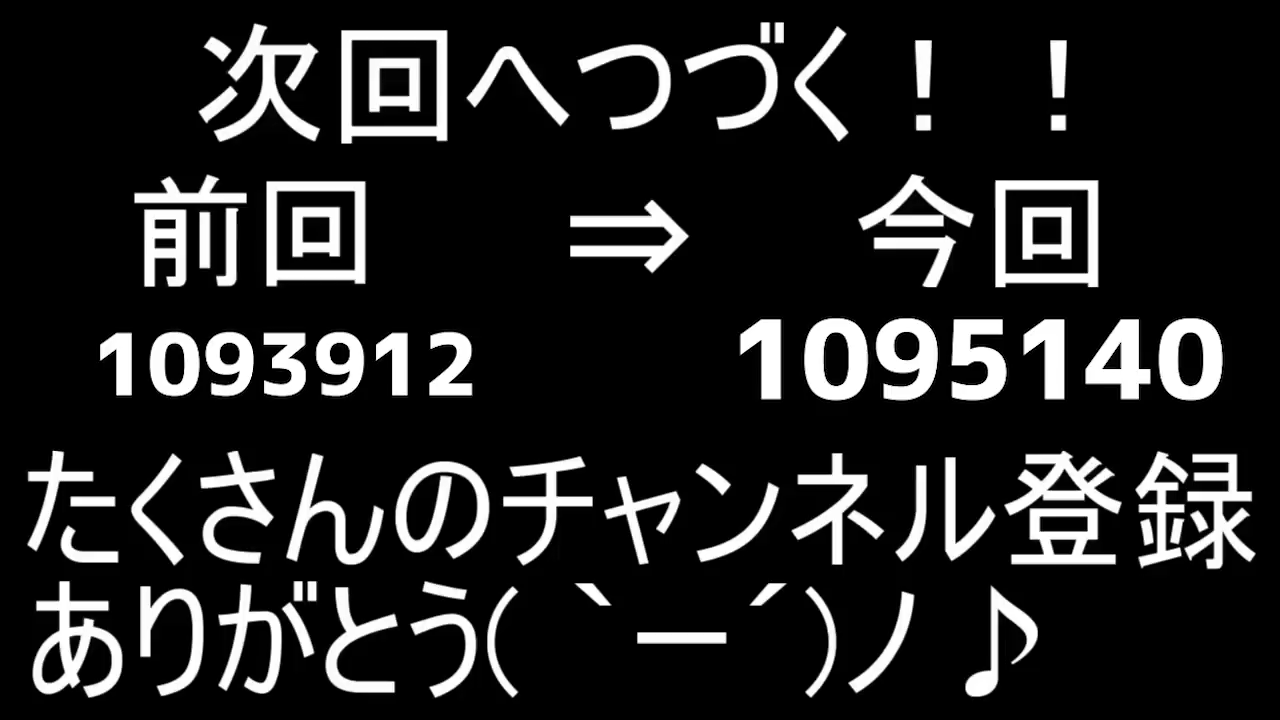 次回へつづく！！
前回　⇒　今回
1093912　1095140
たくさんのチャンネル登録
ありがとう(｀ー´)ノ♪